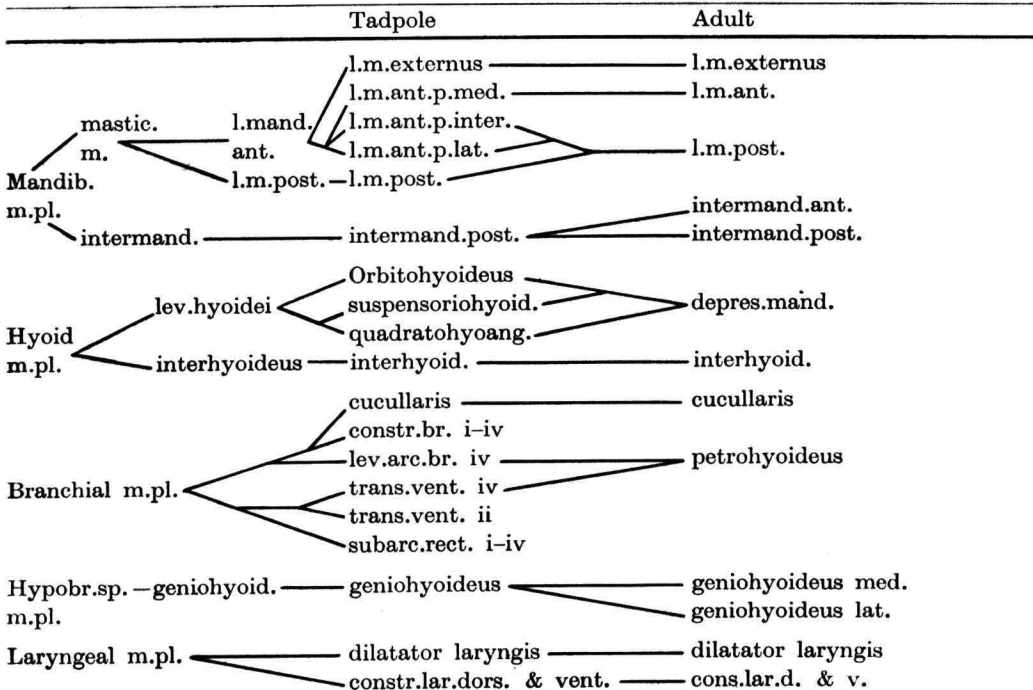 Tadpole Adult
l.m.externus l.m.externus
l.m.ant.p.med. l.m.ant.
mastic. l.mand. l.m.ant.p.inter.
m. ant. l.m.ant.p.lat. l.m.post.
Mandib. l.m.post. l.m.post.
m.pl. intermand.ant.
intermand. intermand.post. intermand.post.
Orbitohyoideus
lev.hyoidei suspensoriohyoid. depres.mand.
Hyoid quadratohyoang.
m.pl. interhyoideus interhyoid. interhyoid.
cucullaris cucullaris
constr.br. i–iv
lev.arc.br. iv petrohyoideus
Branchial m.pl. trans.vent. iv
trans.vent. ii
subarc.rect. i–iv
Hypobr.sp. geniohyoid. geniohyoideus geniohyoideus med.
m.pl. geniohyoideus lat.
Laryngeal m.pl. dilatator laryngis dilatator laryngis
constr.lar.dors. & vent. cons.lar.d. & v.